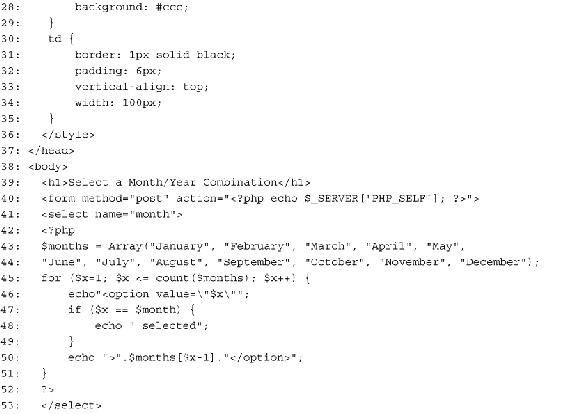 28:        background: #ccc;
29:    }
30:    td {
31:        border: 1px solid black;
32:        padding: 6px;
33:        vertical-align: top;
34:        width: 100px;
35:    }
36:   </style>
37: </head>
38: <body>
39:   <h1>Select a Month/Year Combination</h1>
40:   <form method="post" action="<?php echo $_SERVER['PHP_SELF']; ?>">
41:   <select name="month">
42:   <?php
43:   $months = Array("January", "February", "March", "April", "May",
44:   "June", "July", "August", "September", "October", "November", "December");
45:   for ($x=1; $x <= count($months); $x++) {
46:       echo"<option value=\"$x\"";
47:       if ($x == $month) {
48:           echo " selected";
49:       }
50:       echo ">".$months[$x-1]."</option>";
51:   }
52:   ?>
53:   </select>